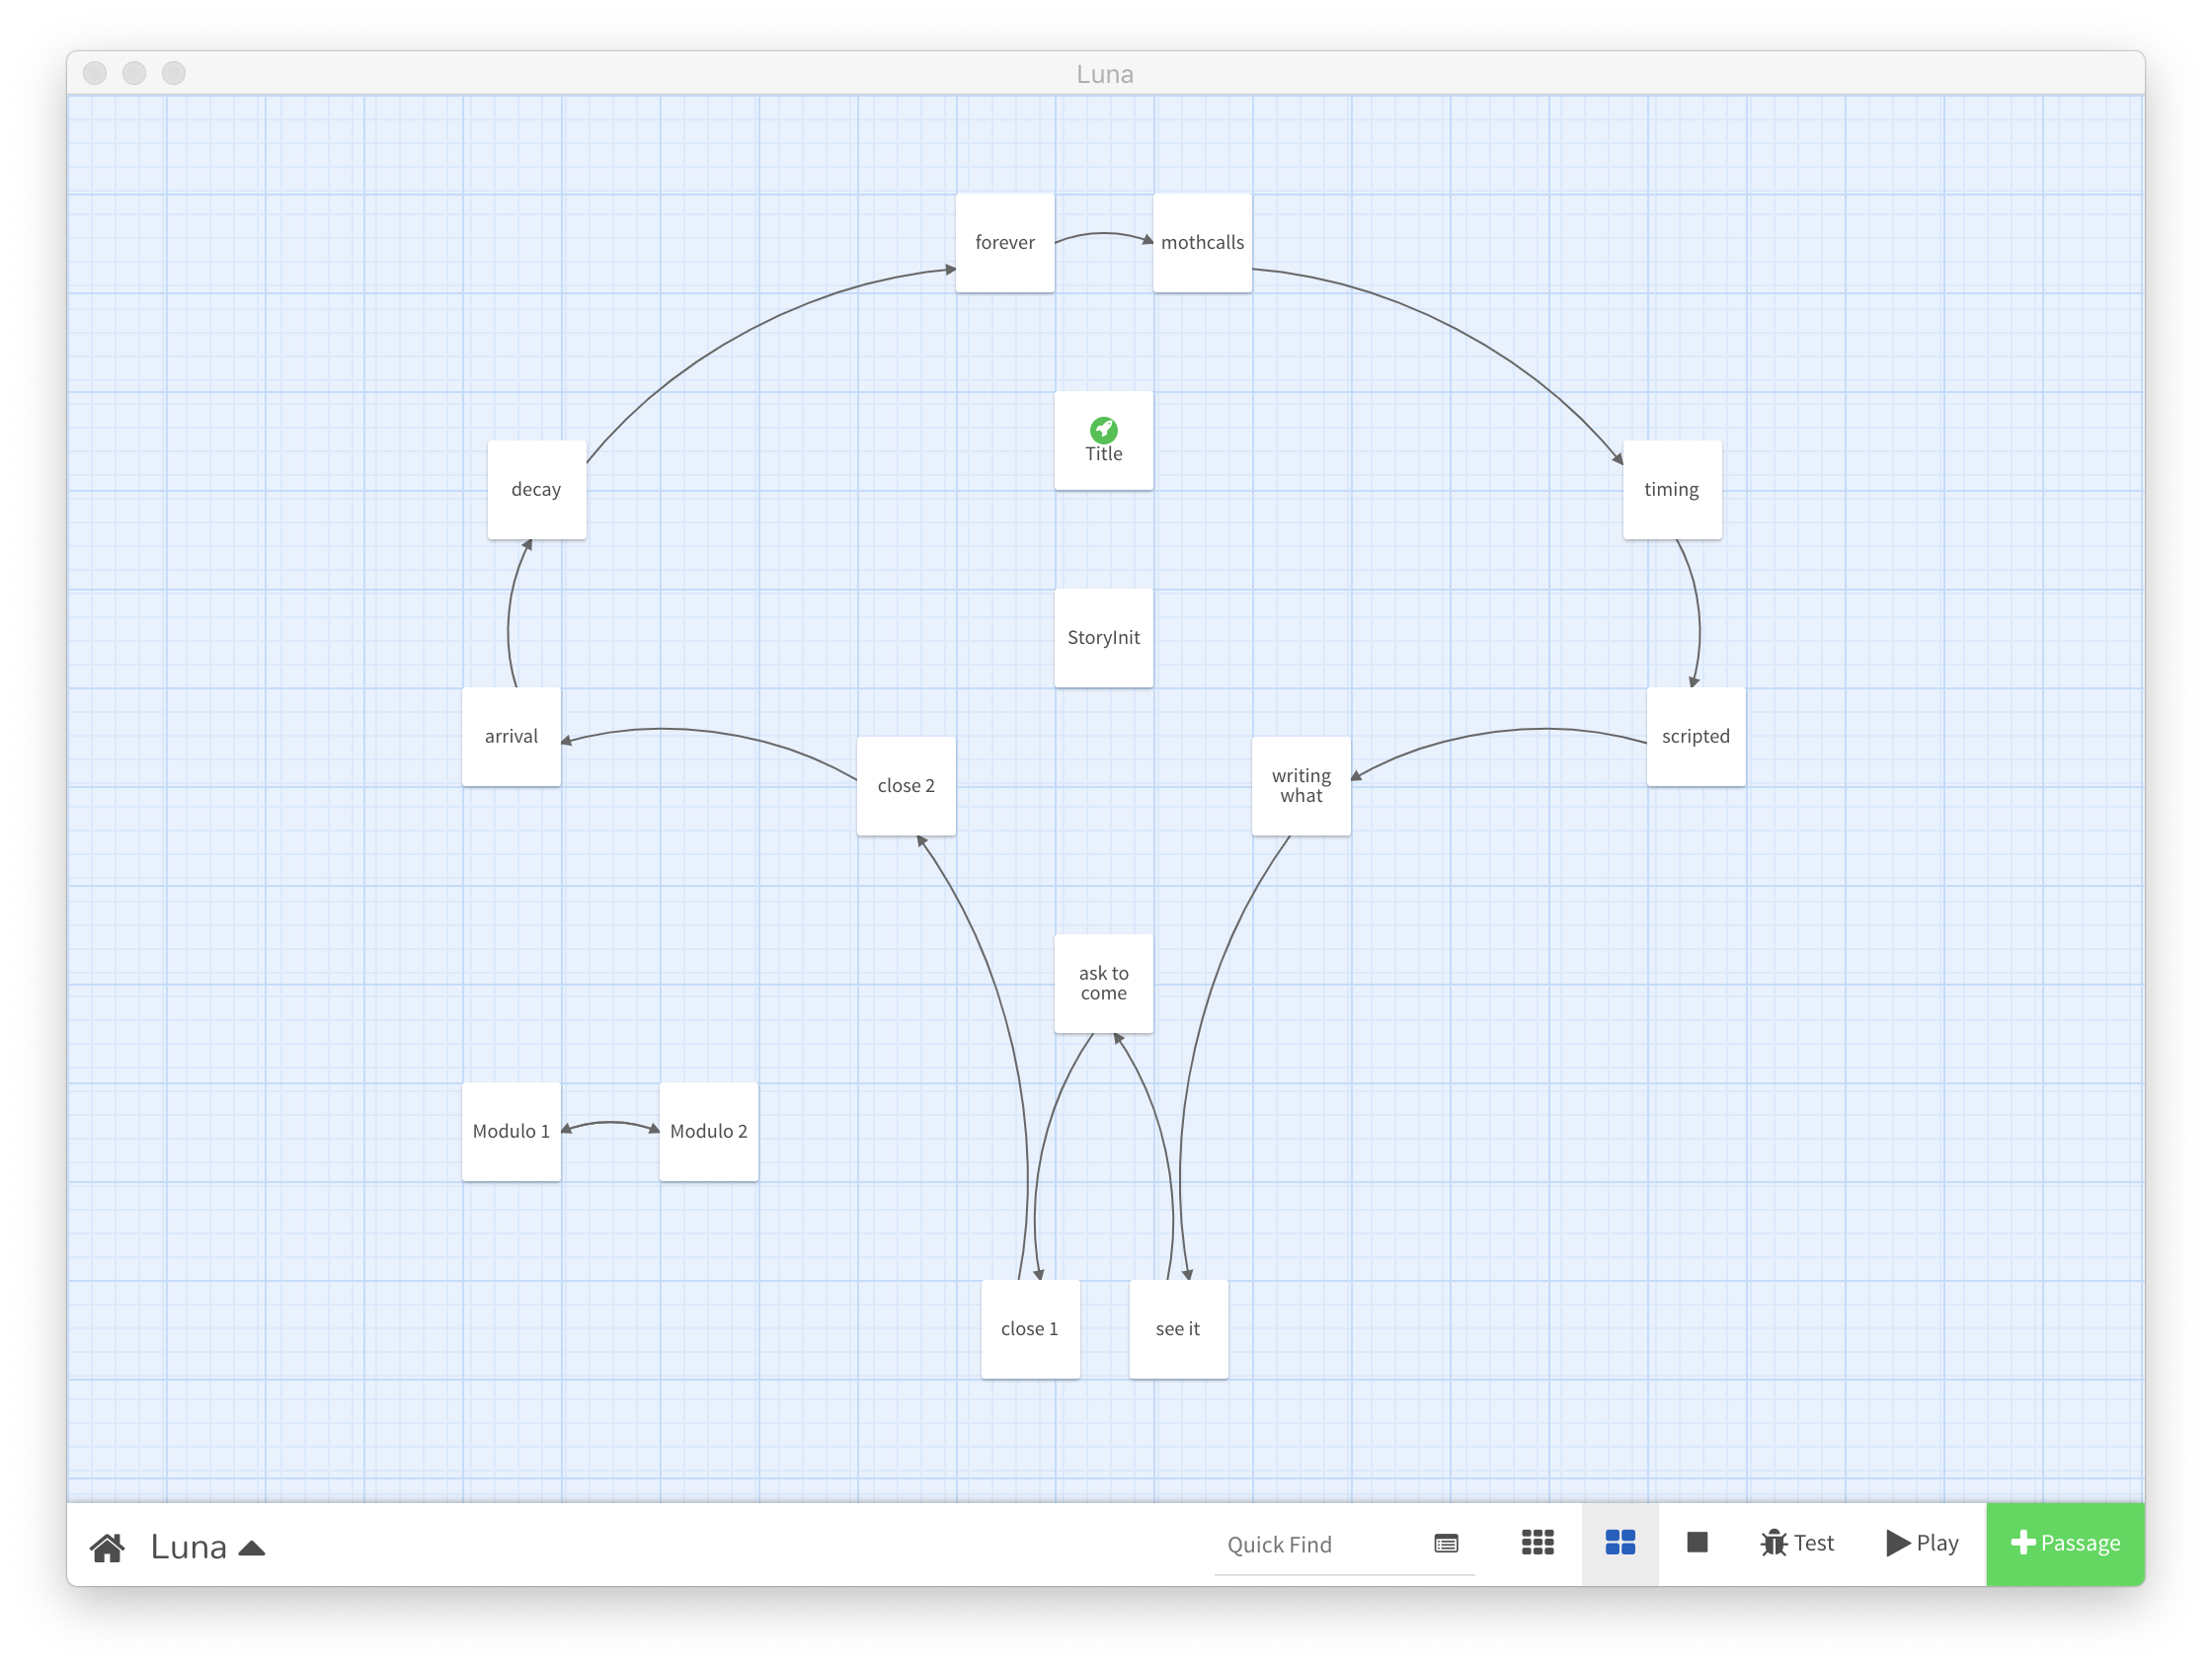 Luna
forever
mothcalls
Title
decay
timing
StoryInit
arrival
scripted
close 2
writing
what
ask to
come
Modulo 1
Modulo 2
close 1
see it
Luna
Quick Find
Test
Play
Passage